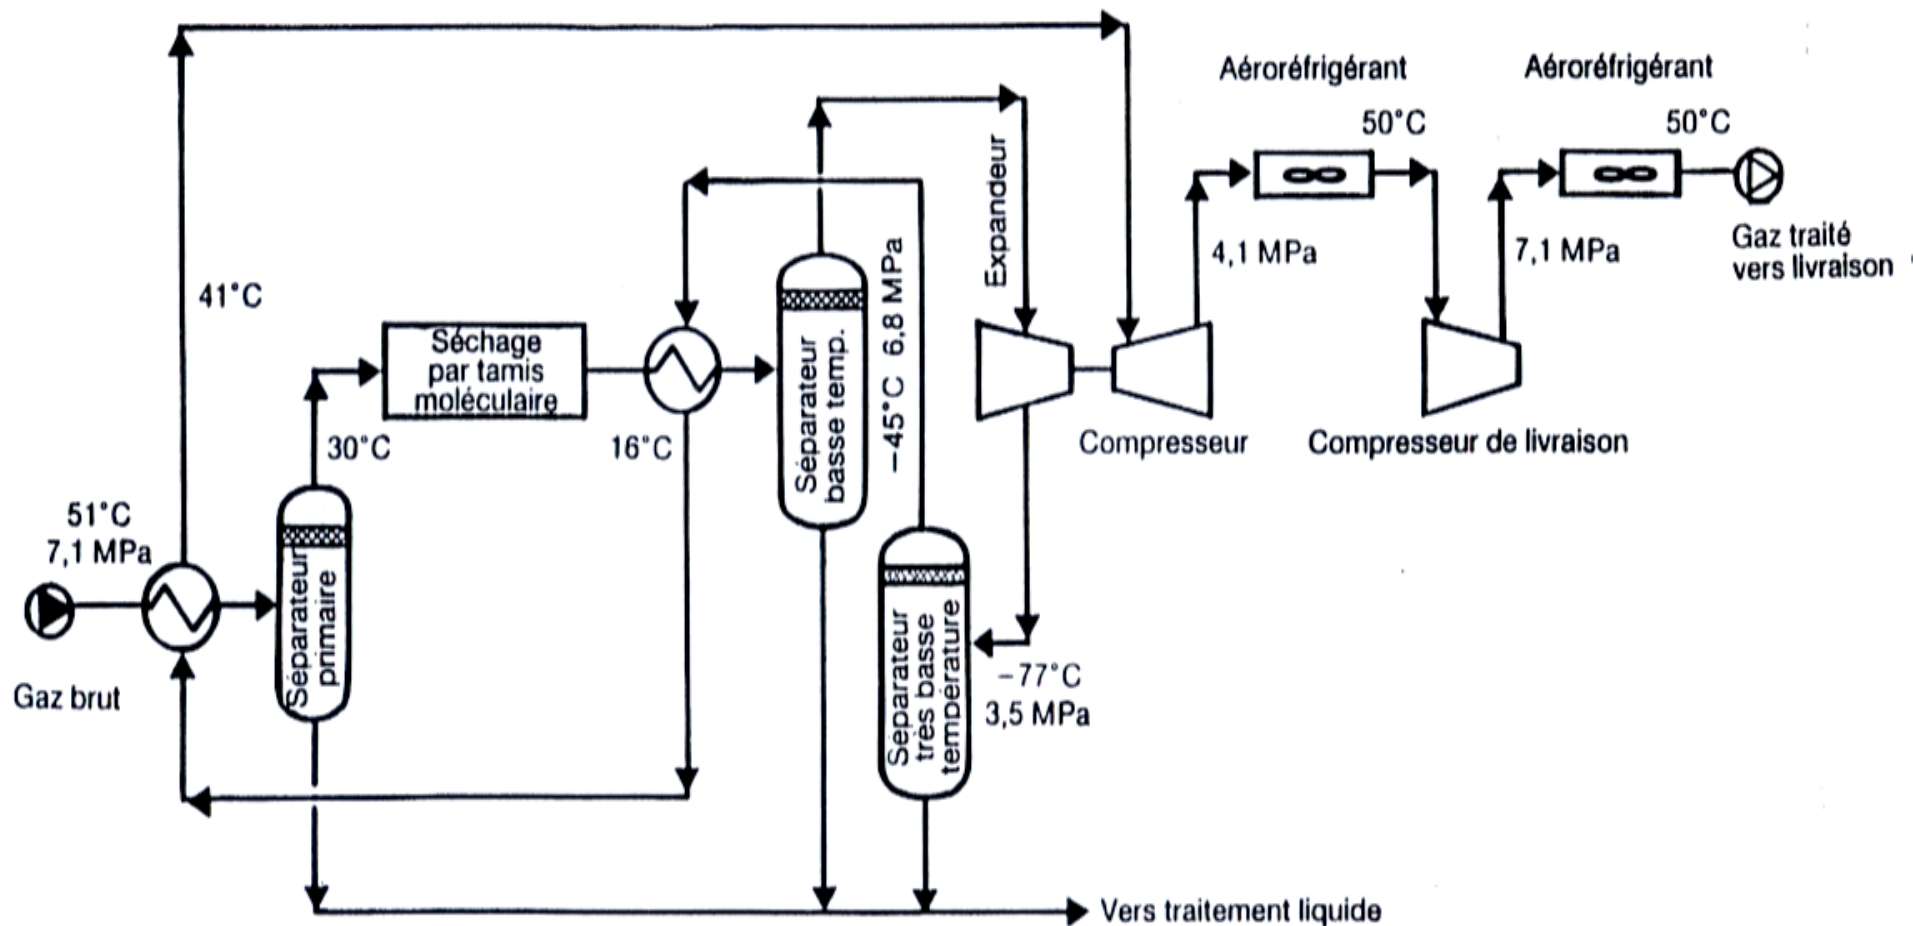 Aéroréfrigérant
Aéroréfrigérant
50°C
50°C
Expandeur
4,1 MPa
7,1 MPa
Gaz traité
vers livraison
41°C
Séchage
par tamis
moléculaire
Séparateur
basse temp.
−45°C 6,8 MPa
30°C
16°C
Compresseur
Compresseur de livraison
51°C
7,1 MPa
Séparateur
primaire
Séparateur
très basse
température
−77°C
3,5 MPa
Gaz brut
Vers traitement liquide